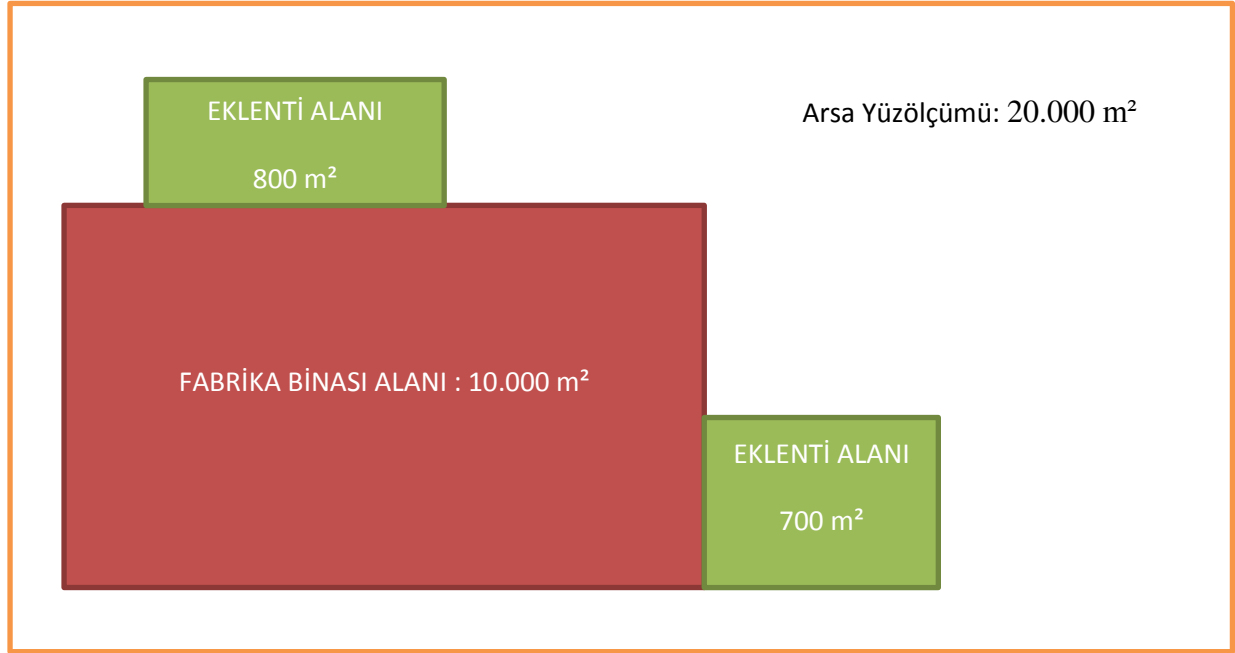 EKLENTİ ALANI
800 m²
Arsa Yüzölçümü: 20.000 m²
FABRİKA BİNASI ALANI : 10.000 m²
EKLENTİ ALANI
700 m²